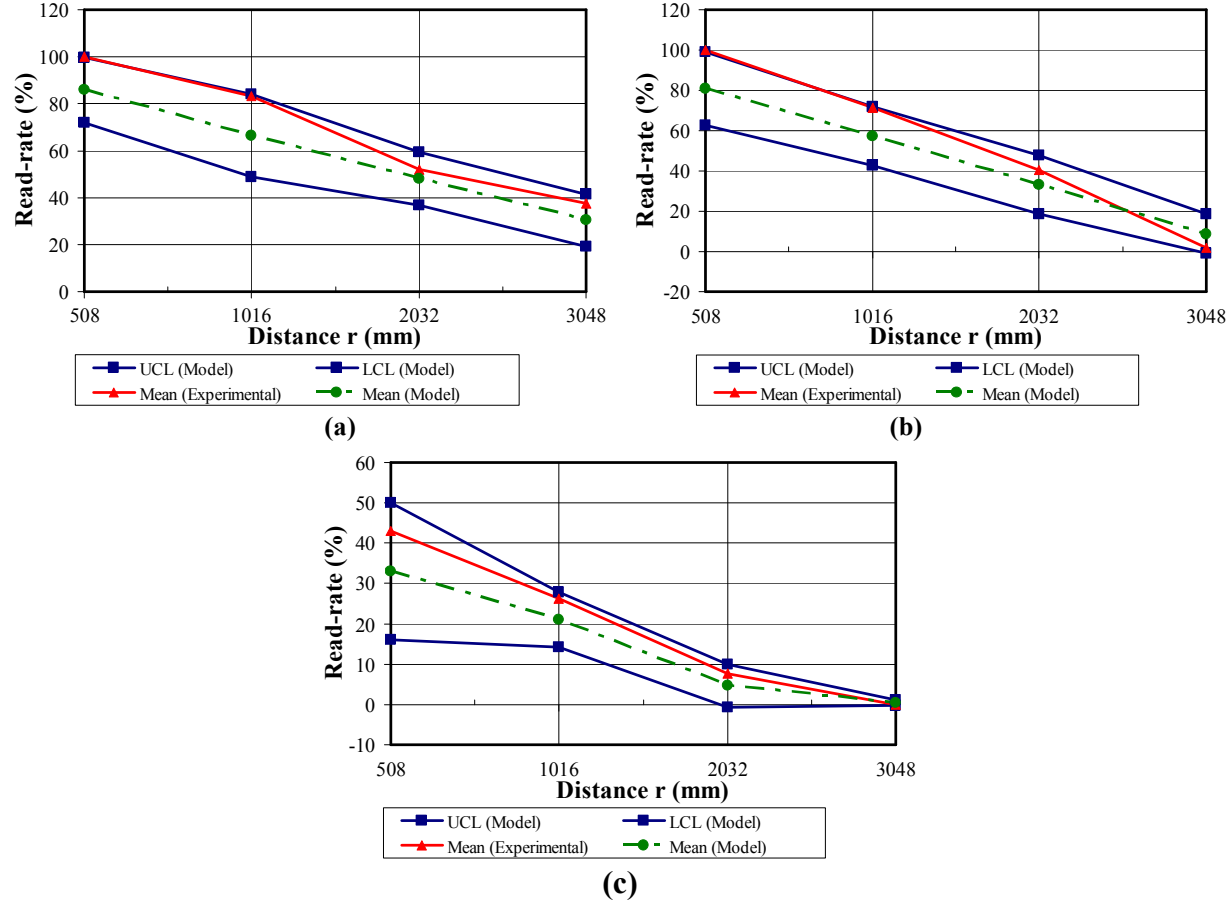 120
100
80
60
40
20
0
Read-rate (%)
508 1016 2032 3048
Distance r (mm)
UCL (Model) LCL (Model)
Mean (Experimental) Mean (Model)
(a)
120
100
80
60
40
20
0
-20
Read-rate (%)
508 1016 2032 3048
Distance r (mm)
UCL (Model) LCL (Model)
Mean (Experimental) Mean (Model)
(b)
60
50
40
30
20
10
0
-10
Read-rate (%)
508 1016 2032 3048
Distance r (mm)
UCL (Model) LCL (Model)
Mean (Experimental) Mean (Model)
(c)